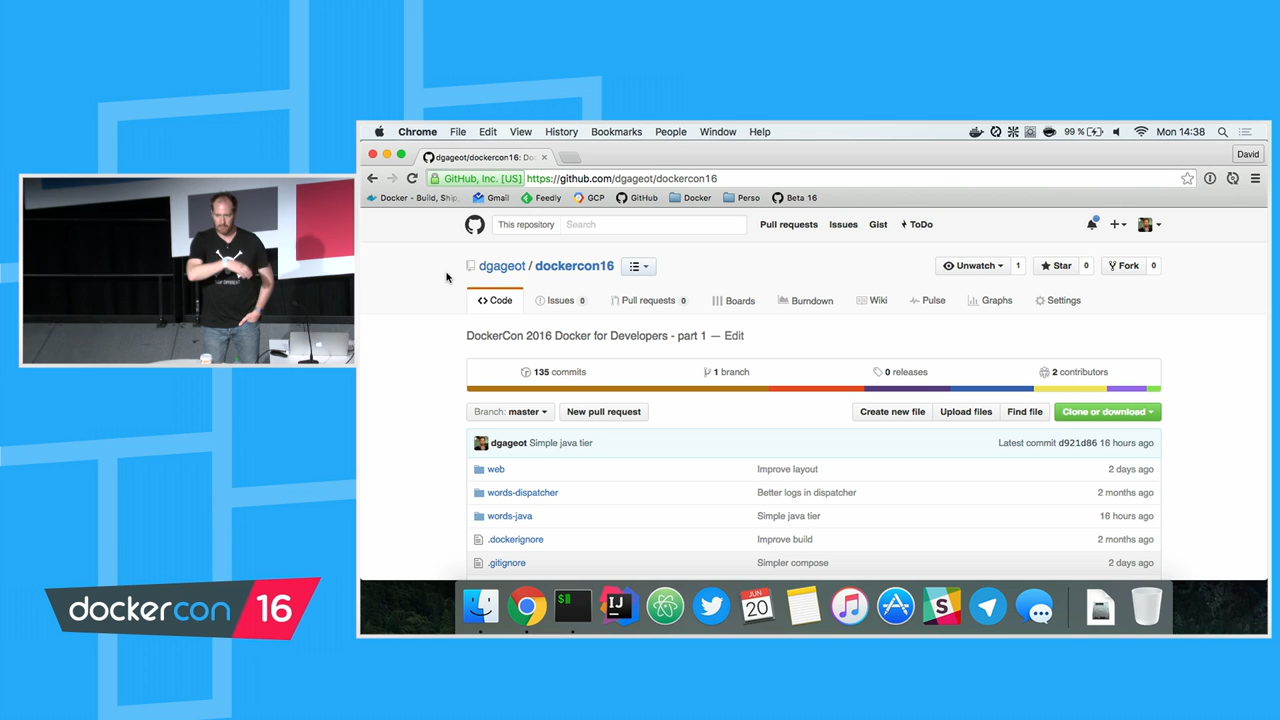 Chrome File Edit View History Bookmarks People Window Help 99 % Mon 14:38
dgageot/dockercon16: Do David
GitHub, Inc. [US] https://github.com/dgageot/dockercon16
Docker - Build, Ship, Gmail Feedly GCP GitHub Docker Perso Beta 16
This repository Search Pull requests Issues Gist ToDo
dgageot / dockercon16 Unwatch 1 Star 0 Fork 0
Code Issues 0 Pull requests 0 Boards Burndown Wiki Pulse Graphs Settings
DockerCon 2016 Docker for Developers - part 1 — Edit
135 commits 1 branch 0 releases 2 contributors
Branch: master New pull request Create new file Upload files Find file Clone or download
dgageot Simple java tier Latest commit d921d86 16 hours ago
web Improve layout 2 days ago
words-dispatcher Better logs in dispatcher 2 months ago
words-java Simple java tier 16 hours ago
.dockerignore Improve build 2 months ago
.gitignore Simpler compose 2 days ago
$ IJ JUN 20
dockercon 16